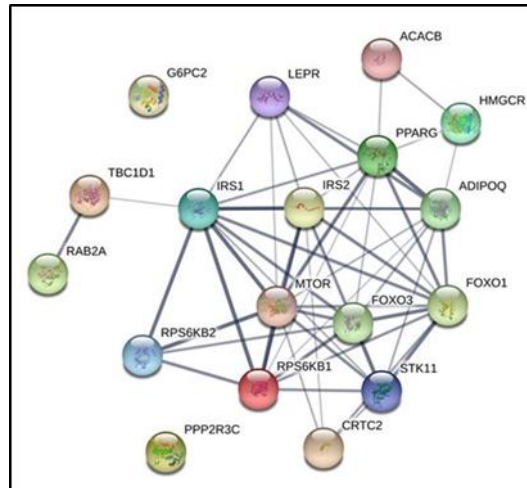 ACACB
G6PC2
LEPR
HMGCR
PPARG
TBC1D1
IRS1
IRS2
ADIPOQ
RAB2A
MTOR
FOXO3
FOXO1
RPS6KB2
RPS6KB1
STK11
PPP2R3C
CRTC2